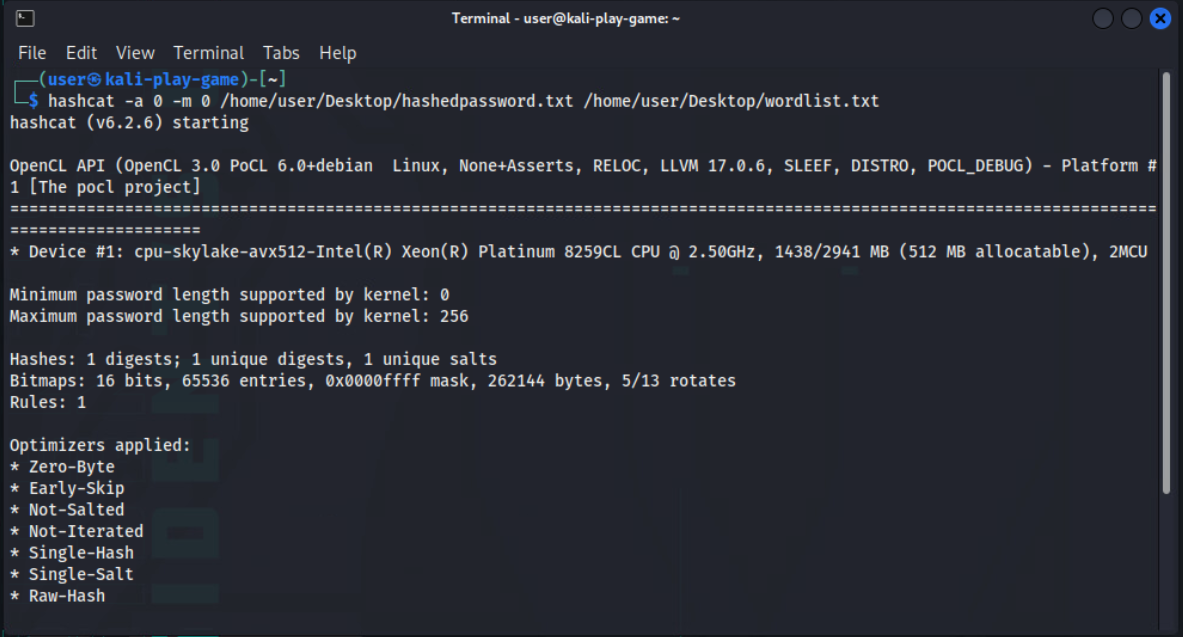 Terminal - user@kali-play-game: ~
File Edit View Terminal Tabs Help
┌──(user㉿kali-play-game)-[~]
└─$ hashcat -a 0 -m 0 /home/user/Desktop/hashedpassword.txt /home/user/Desktop/wordlist.txt
hashcat (v6.2.6) starting

OpenCL API (OpenCL 3.0 PoCL 6.0+debian  Linux, None+Asserts, RELOC, LLVM 17.0.6, SLEEF, DISTRO, POCL_DEBUG) - Platform #
1 [The pocl project]
========================================================================================================================
====================
* Device #1: cpu-skylake-avx512-Intel(R) Xeon(R) Platinum 8259CL CPU @ 2.50GHz, 1438/2941 MB (512 MB allocatable), 2MCU

Minimum password length supported by kernel: 0
Maximum password length supported by kernel: 256

Hashes: 1 digests; 1 unique digests, 1 unique salts
Bitmaps: 16 bits, 65536 entries, 0x0000ffff mask, 262144 bytes, 5/13 rotates
Rules: 1

Optimizers applied:
* Zero-Byte
* Early-Skip
* Not-Salted
* Not-Iterated
* Single-Hash
* Single-Salt
* Raw-Hash